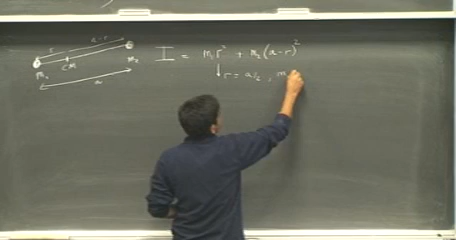 r a-r
I = m₁r² + m₂(a-r)²
m₁ CM m₂
↓ r = a/2 , m
a